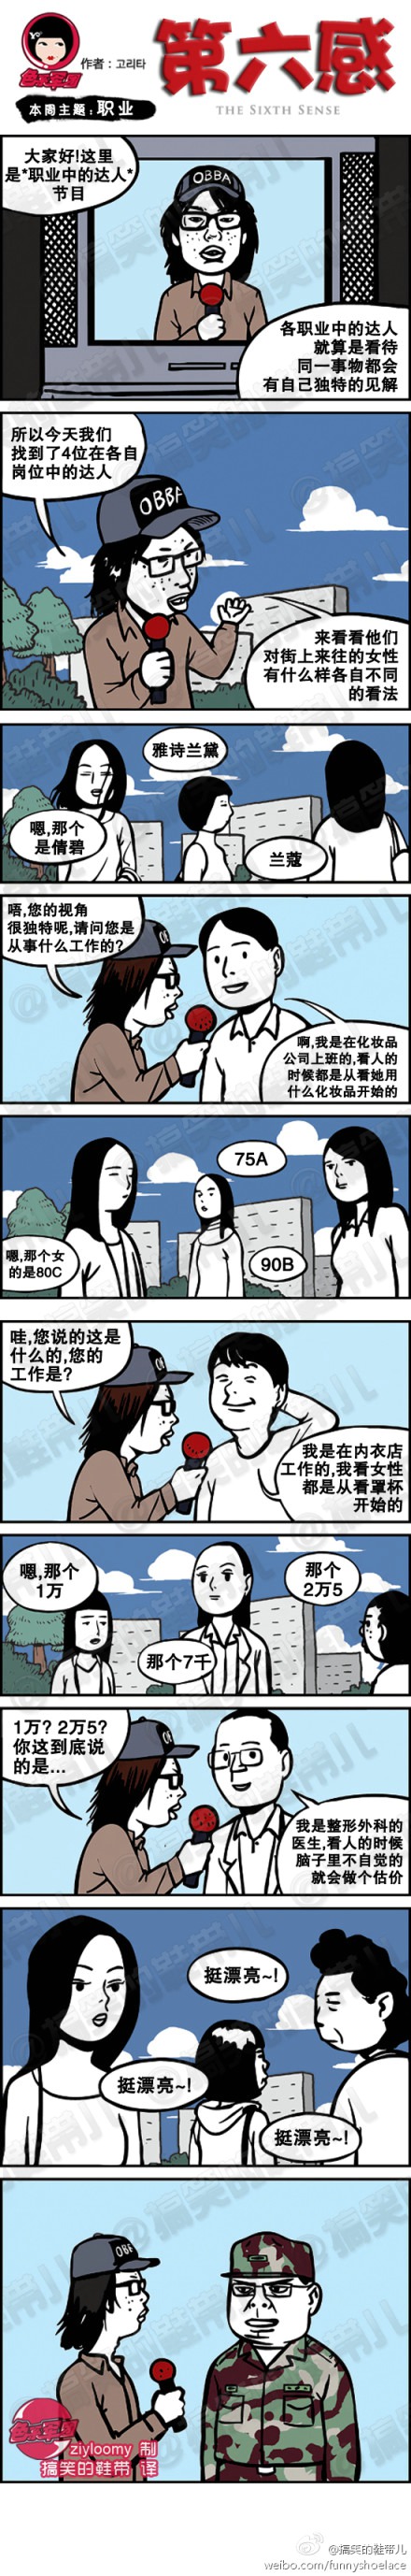 作者：고리타
第六感
THE SIXTH SENSE
色天军团
本周主题：职业
大家好!这里
是*职业中的达人*
节目
OBBA
各职业中的达人
就算是看待
同一事物都会
有自己独特的见解
所以今天我们
找到了4位在各自
岗位中的达人
OBBA
来看看他们
对街上来往的女性
有什么样各自不同
的看法
雅诗兰黛
嗯,那个
是倩碧
兰蔻
唔,您的视角
很独特呢,请问您是
从事什么工作的?
啊,我是在化妆品
公司上班的,看人的
时候都是从看她用
什么化妆品开始的
75A
嗯,那个女
的是80C
90B
哇,您说的这是
什么的,您的
工作是?
我是在内衣店
工作的,我看女性
都是从看罩杯
开始的
嗯,那个
1万
那个
2万5
那个7千
1万? 2万5?
你这到底说
的是...
我是整形外科的
医生,看人的时候
脑子里不自觉的
就会做个估价
挺漂亮~!
挺漂亮~!
挺漂亮~!
ziyloomy 制
搞笑的鞋带 译
@搞笑的鞋带儿
weibo.com/funnyshoelace